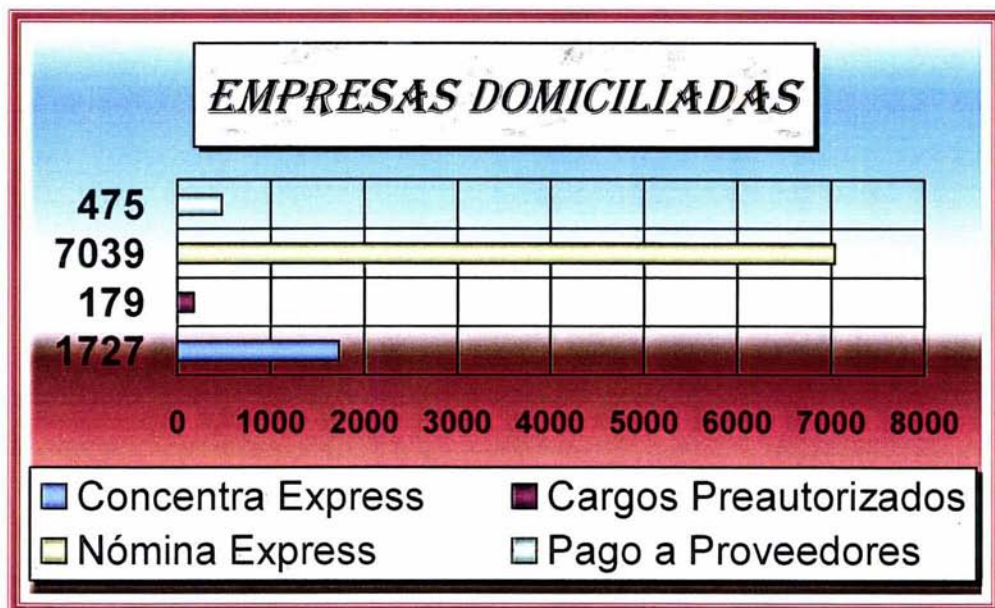 EMPRESAS DOMICILIADAS
475
7039
179
1727
0 1000 2000 3000 4000 5000 6000 7000 8000
Concentra Express Cargos Preautorizados
Nómina Express Pago a Proveedores